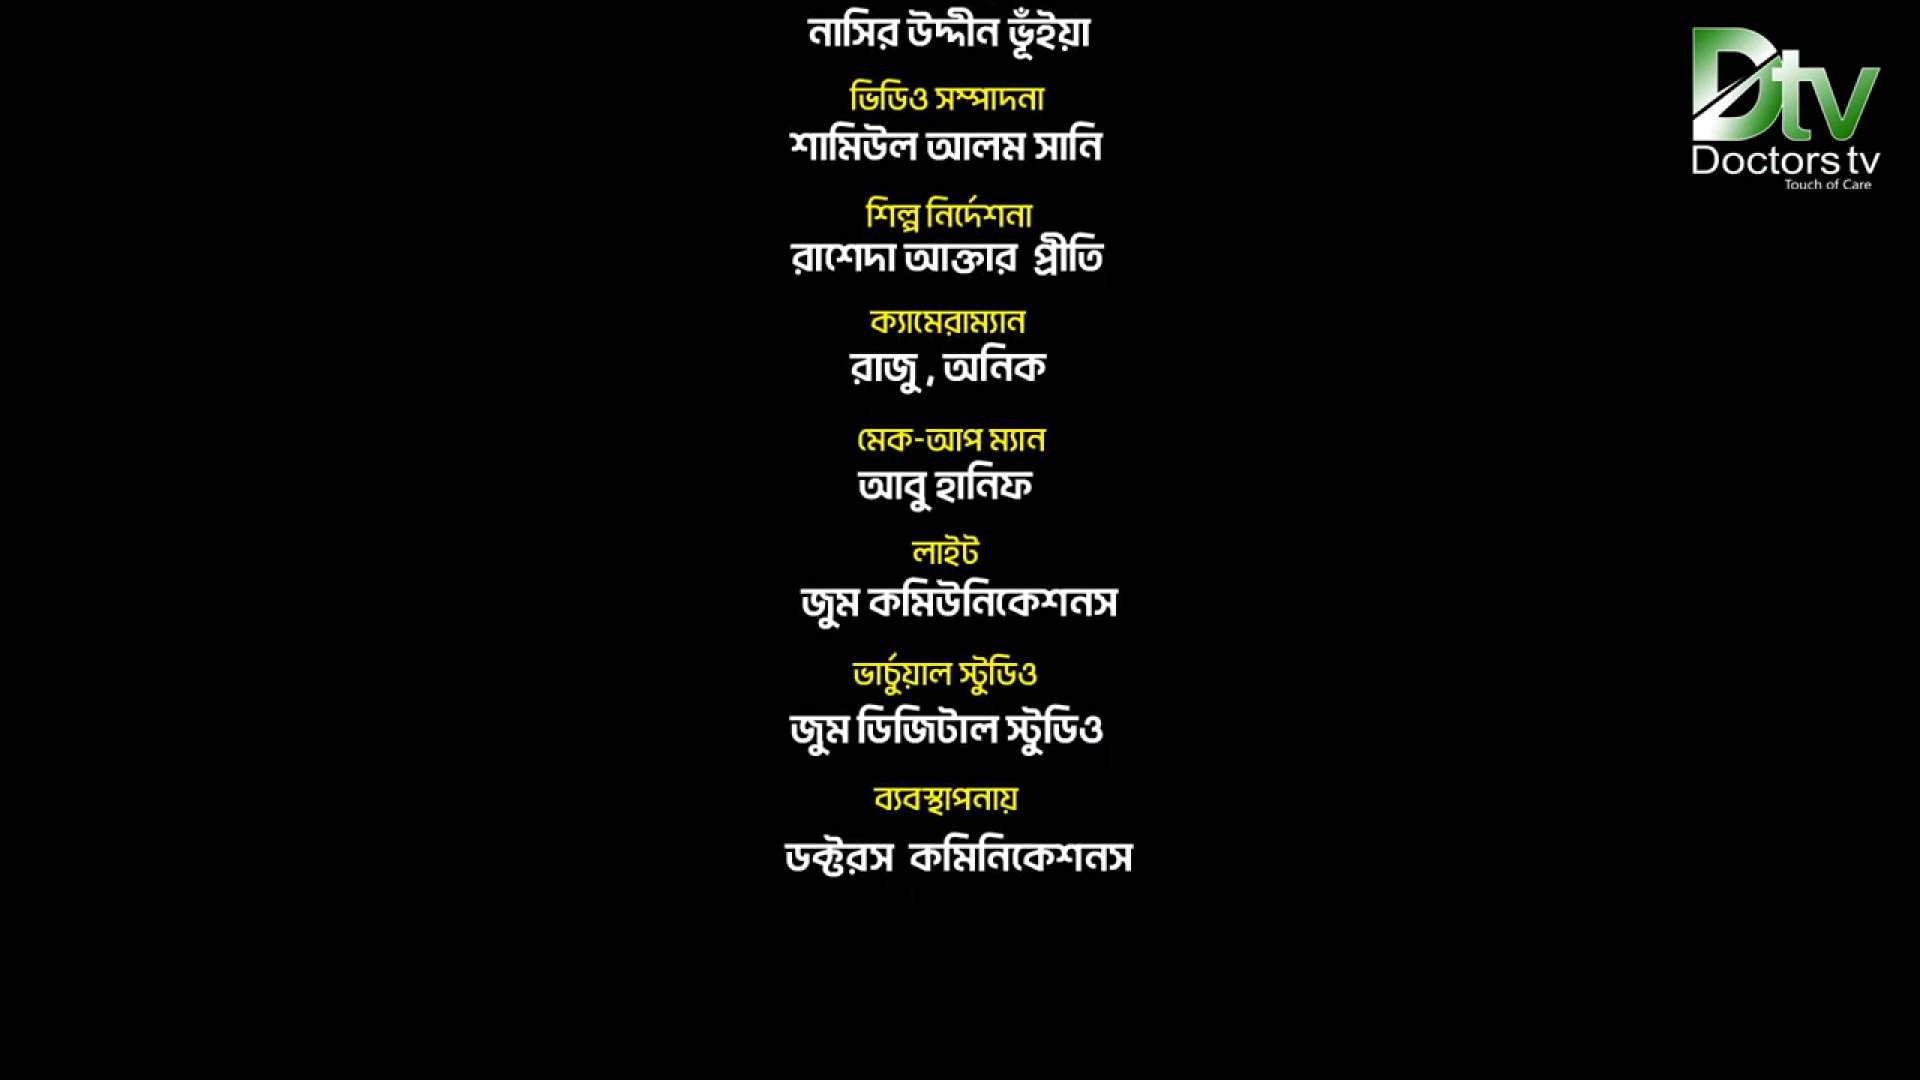 নাসির উদ্দীন ভূঁইয়া
ভিডিও সম্পাদনা
শামিউল আলম সানি
শিল্প নির্দেশনা
রাশেদা আক্তার প্রীতি
ক্যামেরাম্যান
রাজু , অনিক
মেক-আপ ম্যান
আবু হানিফ
লাইট
জুম কমিউনিকেশনস
ভার্চুয়াল স্টুডিও
জুম ডিজিটাল স্টুডিও
ব্যবস্থাপনায়
ডক্টরস কমিনিকেশনস
Dtv
Doctors tv
Touch of Care